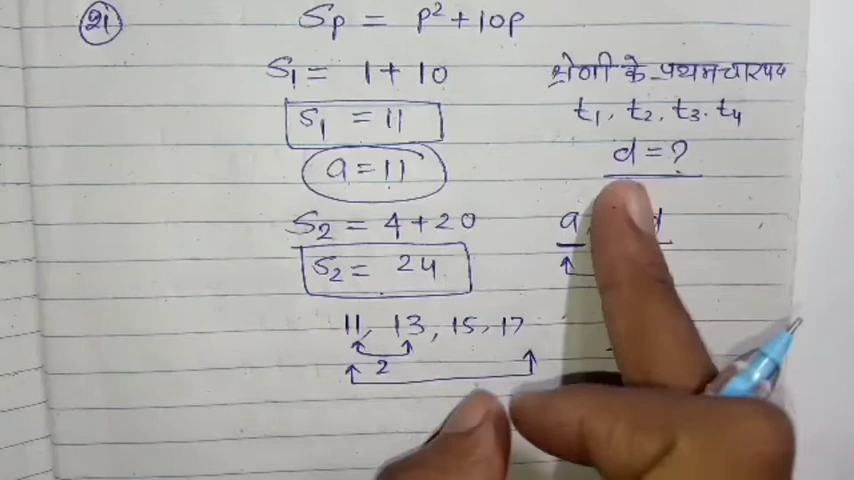 21 Sp = p² + 10p
S₁ = 1 + 10
S₁ = 11
a = 11
S₂ = 4 + 20
S₂ = 24
11, 13, 15, 17
2
श्रेणी के प्रथम चार पद
t₁, t₂, t₃. t₄
d = ?
a d